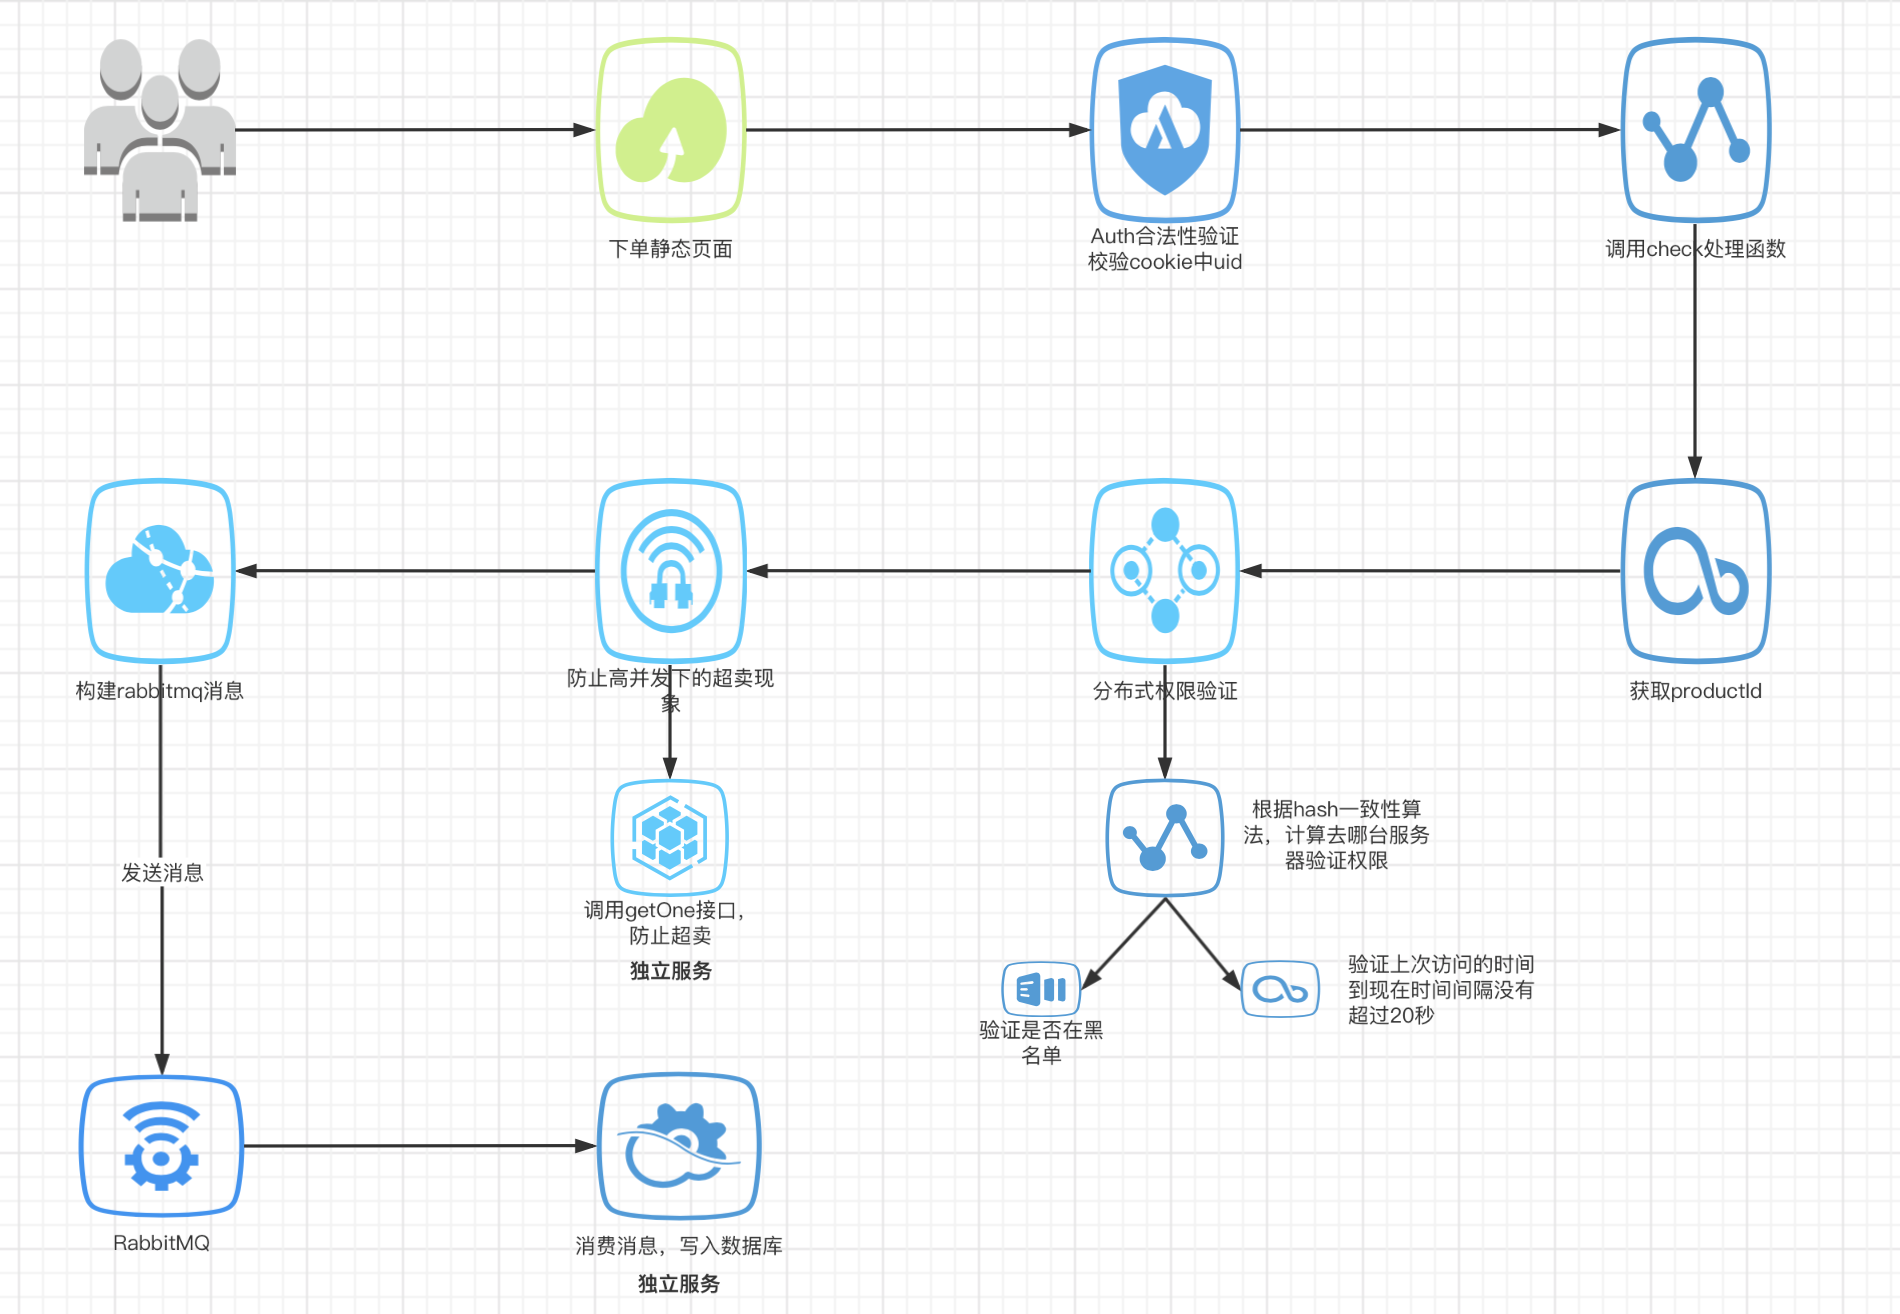 下单静态页面
Auth合法性验证
校验cookie中uid
调用check处理函数
构建rabbitmq消息
防止高并发下的超卖现
象
分布式权限验证
获取productId
根据hash一致性算
法，计算去哪台服务
器验证权限
发送消息
调用getOne接口，
防止超卖
独立服务
验证上次访问的时间
到现在时间间隔没有
超过20秒
验证是否在黑
名单
RabbitMQ
消费消息，写入数据库
独立服务